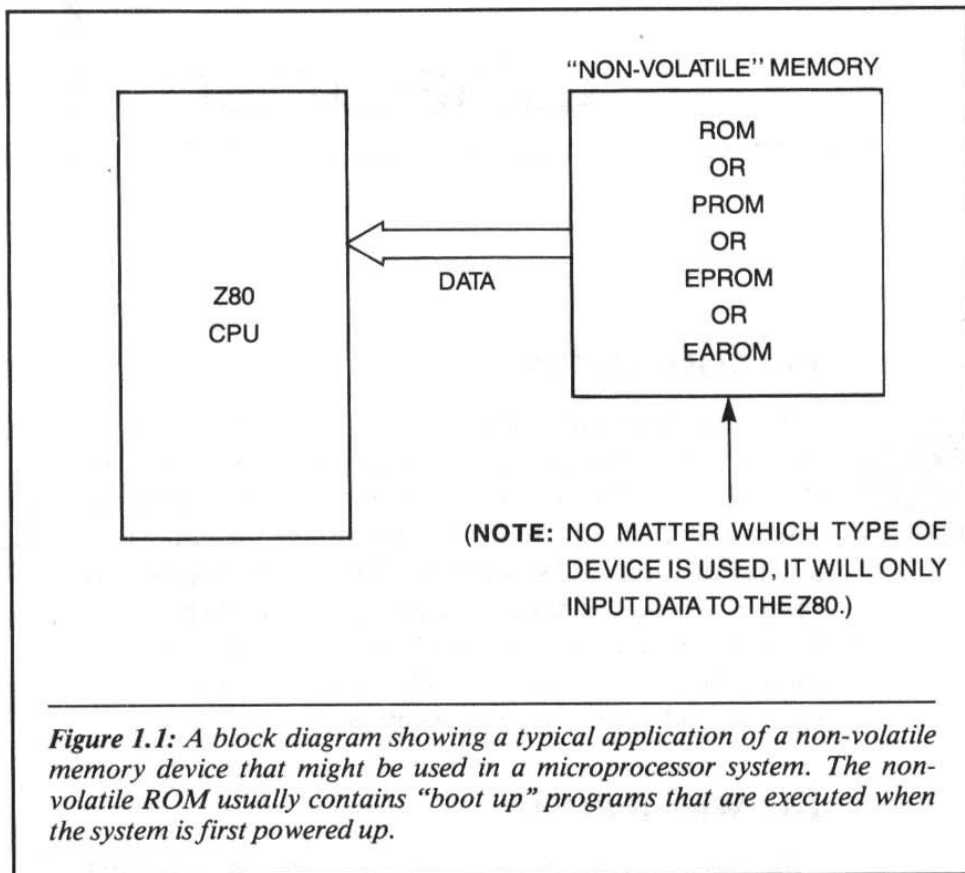 "NON-VOLATILE" MEMORY
ROM
OR
PROM
OR
EPROM
OR
EAROM
DATA
Z80
CPU
(NOTE: NO MATTER WHICH TYPE OF
DEVICE IS USED, IT WILL ONLY
INPUT DATA TO THE Z80.)
Figure 1.1: A block diagram showing a typical application of a non-volatile
memory device that might be used in a microprocessor system. The non-
volatile ROM usually contains "boot up" programs that are executed when
the system is first powered up.